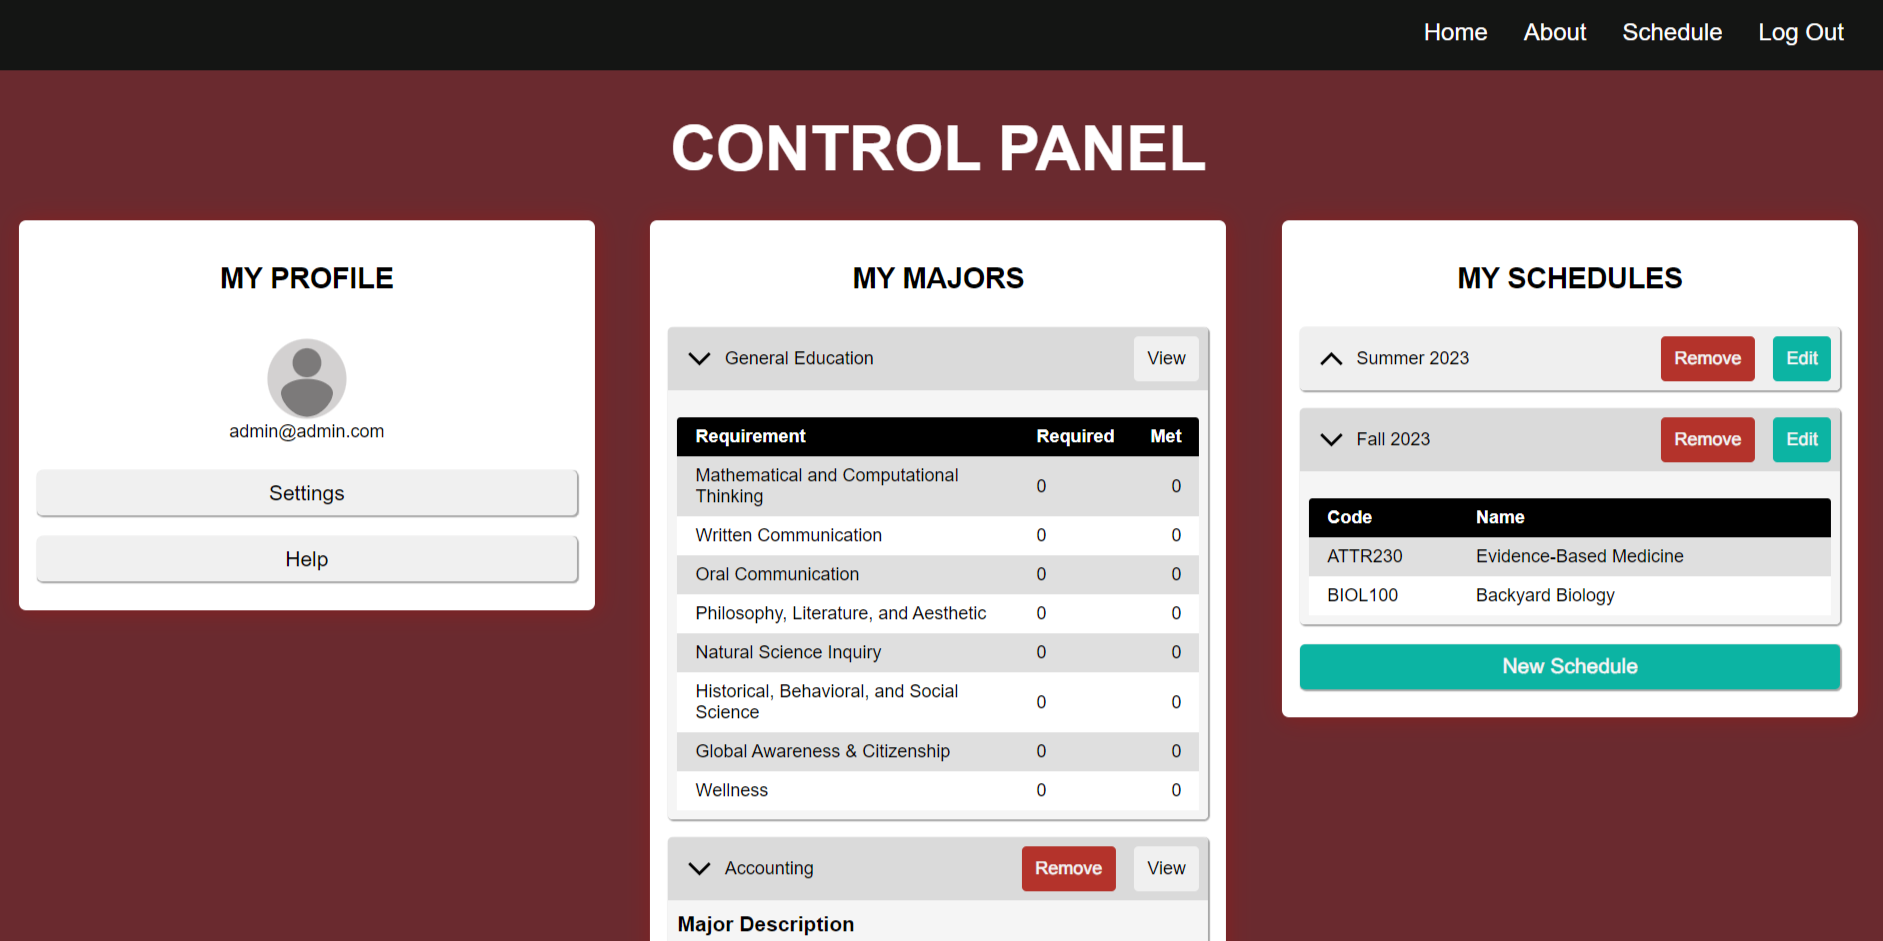 Home About Schedule Log Out
CONTROL PANEL
MY PROFILE
admin@admin.com
Settings
Help
MY MAJORS
General Education View
Requirement Required Met
Mathematical and Computational
Thinking 0 0
Written Communication 0 0
Oral Communication 0 0
Philosophy, Literature, and Aesthetic 0 0
Natural Science Inquiry 0 0
Historical, Behavioral, and Social
Science 0 0
Global Awareness & Citizenship 0 0
Wellness 0 0
Accounting Remove View
Major Description
MY SCHEDULES
Summer 2023 Remove Edit
Fall 2023 Remove Edit
Code Name
ATTR230 Evidence-Based Medicine
BIOL100 Backyard Biology
New Schedule